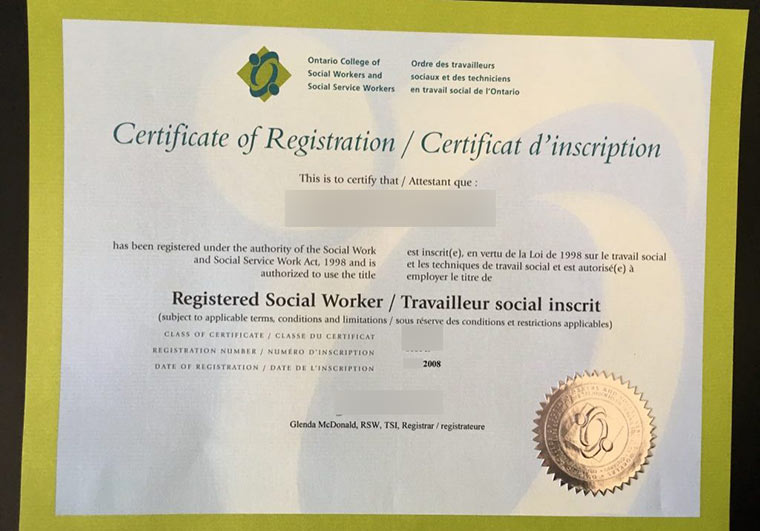 Ontario College of
Social Workers and
Social Service Workers
Ordre des travailleurs
sociaux et des techniciens
en travail social de l'Ontario
Certificate of Registration / Certificat d'inscription
This is to certify that / Attestant que :
has been registered under the authority of the Social Work
and Social Service Work Act, 1998 and is
authorized to use the title
est inscrit(e), en vertu de la Loi de 1998 sur le travail social
et les techniques de travail social et est autorisé(e) à
employer le titre de
Registered Social Worker / Travailleur social inscrit
(subject to applicable terms, conditions and limitations / sous réserve des conditions et restrictions applicables)
CLASS OF CERTIFICATE / CLASSE DU CERTIFICAT
REGISTRATION NUMBER / NUMÉRO D'INSCRIPTION
DATE OF REGISTRATION / DATE DE L'INSCRIPTION 2008
Glenda McDonald, RSW, TSI, Registrar / registrateure